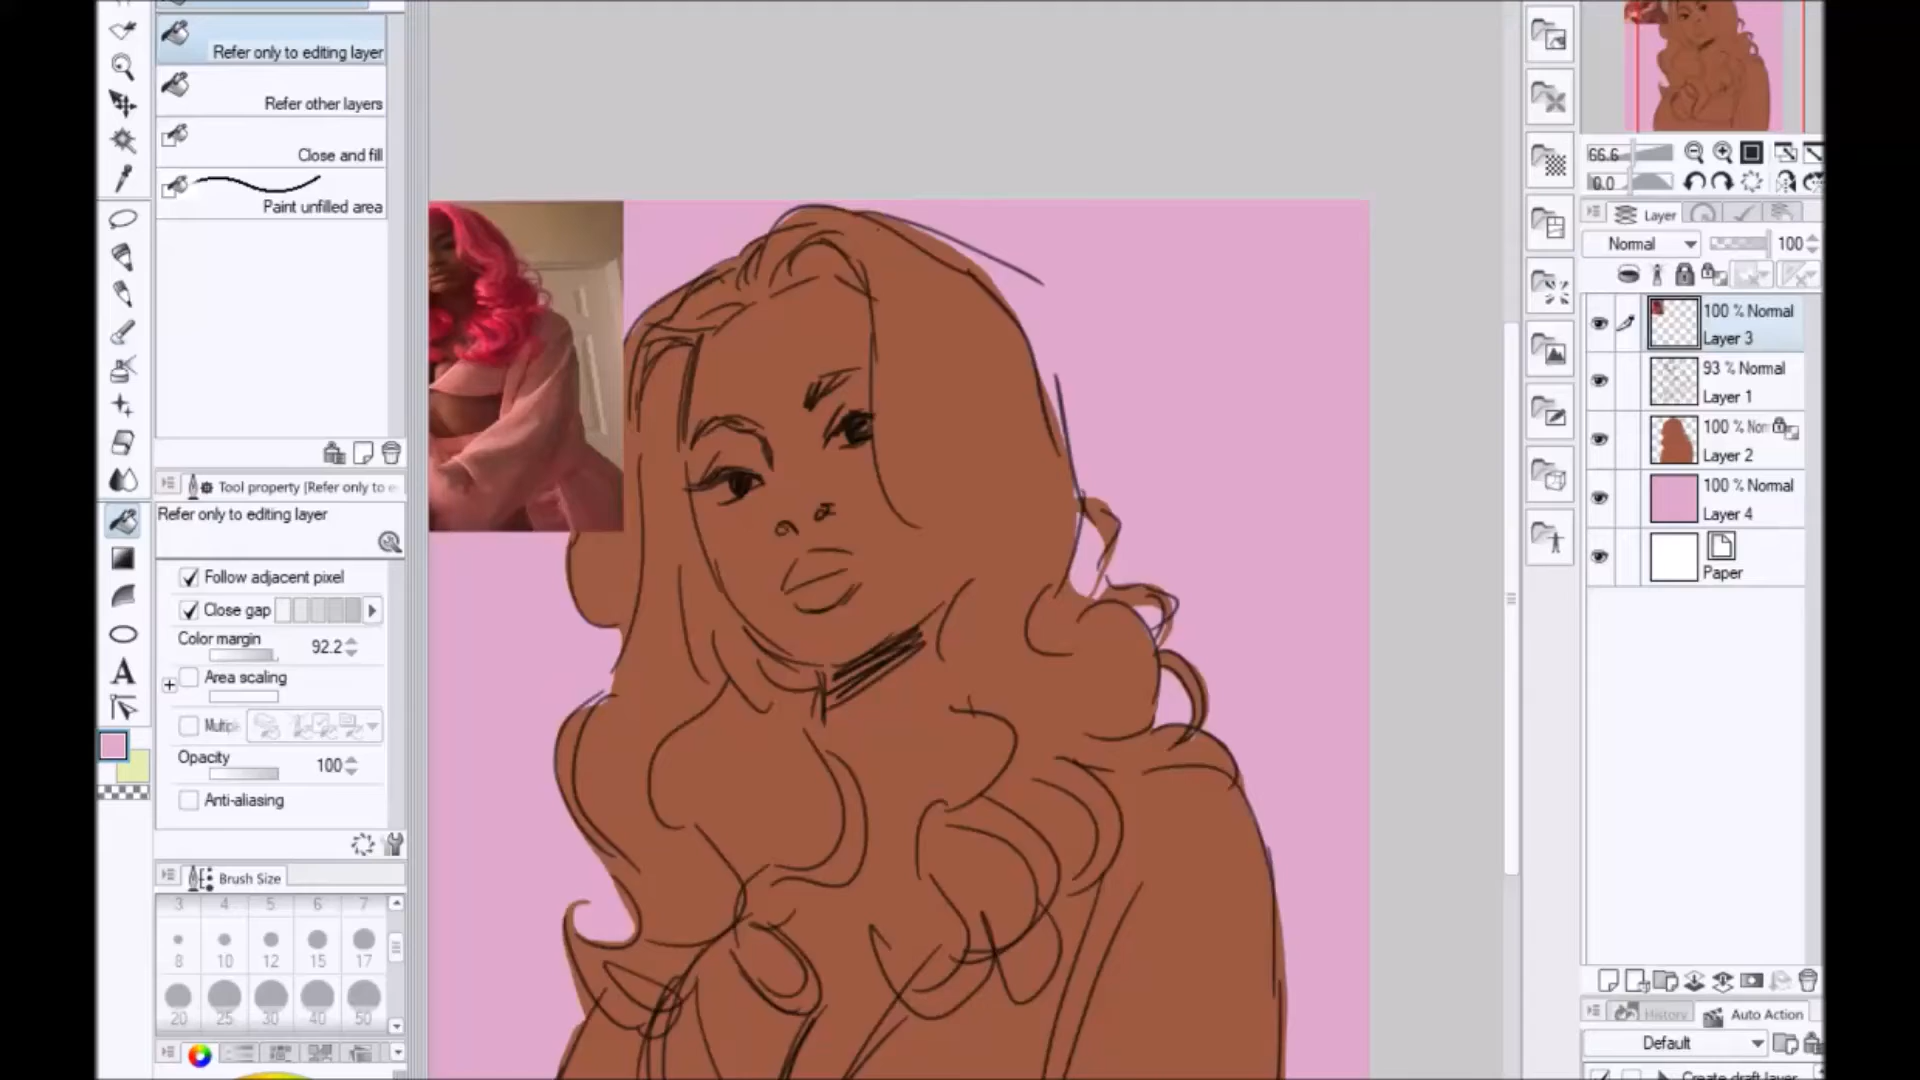 Refer only to editing layer
Refer other layers
Close and fill
Paint unfilled area
Tool property (Refer only to e
Refer only to editing layer
Follow adjacent pixel
Close gap
Color margin
92.2
Area scaling
Multipl
Opacity
100
Anti-aliasing
Brush Size
3 4 5 6 7
8 10 12 15 17
20 25 30 40 50
66.6
0.0
Layer
Normal
100
100 % Normal
Layer 3
93 % Normal
Layer 1
100 % Nor
Layer 2
100 % Normal
Layer 4
Paper
History
Auto Action
Default
Create draft layer